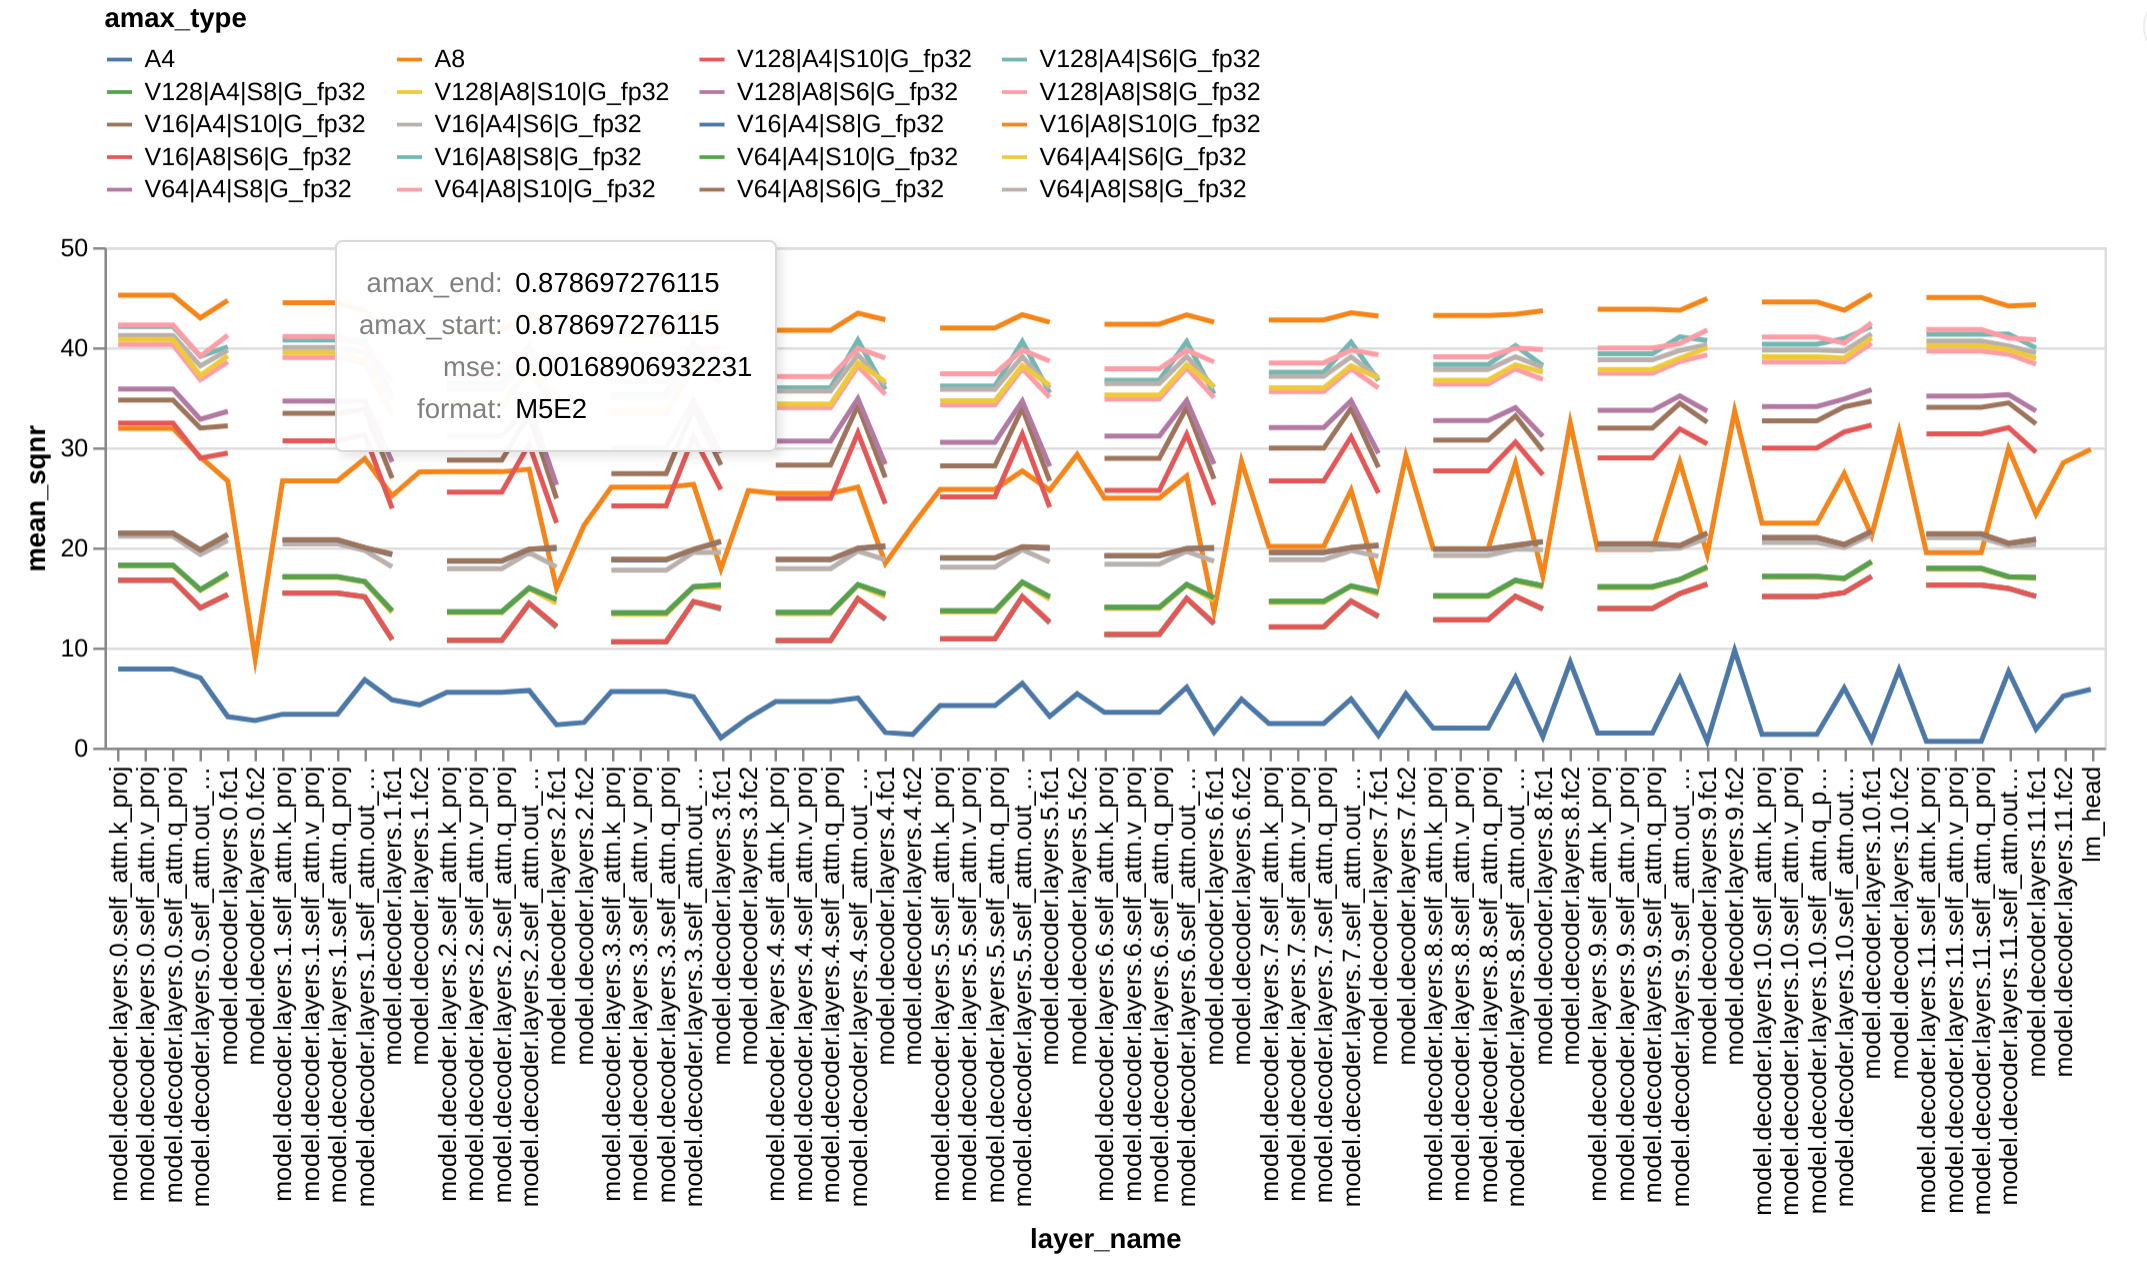 amax_type
A4 A8 V128|A4|S10|G_fp32 V128|A4|S6|G_fp32
V128|A4|S8|G_fp32 V128|A8|S10|G_fp32 V128|A8|S6|G_fp32 V128|A8|S8|G_fp32
V16|A4|S10|G_fp32 V16|A4|S6|G_fp32 V16|A4|S8|G_fp32 V16|A8|S10|G_fp32
V16|A8|S6|G_fp32 V16|A8|S8|G_fp32 V64|A4|S10|G_fp32 V64|A4|S6|G_fp32
V64|A4|S8|G_fp32 V64|A8|S10|G_fp32 V64|A8|S6|G_fp32 V64|A8|S8|G_fp32
50
40
30
20
10
0
mean_sqnr
amax_end: 0.878697276115
amax_start: 0.878697276115
mse: 0.00168906932231
format: M5E2
model.decoder.layers.0.self_attn.k_proj
model.decoder.layers.0.self_attn.v_proj
model.decoder.layers.0.self_attn.q_proj
model.decoder.layers.0.self_attn.out_…
model.decoder.layers.0.fc1
model.decoder.layers.0.fc2
model.decoder.layers.1.self_attn.k_proj
model.decoder.layers.1.self_attn.v_proj
model.decoder.layers.1.self_attn.q_proj
model.decoder.layers.1.self_attn.out_…
model.decoder.layers.1.fc1
model.decoder.layers.1.fc2
model.decoder.layers.2.self_attn.k_proj
model.decoder.layers.2.self_attn.v_proj
model.decoder.layers.2.self_attn.q_proj
model.decoder.layers.2.self_attn.out_…
model.decoder.layers.2.fc1
model.decoder.layers.2.fc2
model.decoder.layers.3.self_attn.k_proj
model.decoder.layers.3.self_attn.v_proj
model.decoder.layers.3.self_attn.q_proj
model.decoder.layers.3.self_attn.out_…
model.decoder.layers.3.fc1
model.decoder.layers.3.fc2
model.decoder.layers.4.self_attn.k_proj
model.decoder.layers.4.self_attn.v_proj
model.decoder.layers.4.self_attn.q_proj
model.decoder.layers.4.self_attn.out_…
model.decoder.layers.4.fc1
model.decoder.layers.4.fc2
model.decoder.layers.5.self_attn.k_proj
model.decoder.layers.5.self_attn.v_proj
model.decoder.layers.5.self_attn.q_proj
model.decoder.layers.5.self_attn.out_…
model.decoder.layers.5.fc1
model.decoder.layers.5.fc2
model.decoder.layers.6.self_attn.k_proj
model.decoder.layers.6.self_attn.v_proj
model.decoder.layers.6.self_attn.q_proj
model.decoder.layers.6.self_attn.out_…
model.decoder.layers.6.fc1
model.decoder.layers.6.fc2
model.decoder.layers.7.self_attn.k_proj
model.decoder.layers.7.self_attn.v_proj
model.decoder.layers.7.self_attn.q_proj
model.decoder.layers.7.self_attn.out_…
model.decoder.layers.7.fc1
model.decoder.layers.7.fc2
model.decoder.layers.8.self_attn.k_proj
model.decoder.layers.8.self_attn.v_proj
model.decoder.layers.8.self_attn.q_proj
model.decoder.layers.8.self_attn.out_…
model.decoder.layers.8.fc1
model.decoder.layers.8.fc2
model.decoder.layers.9.self_attn.k_proj
model.decoder.layers.9.self_attn.v_proj
model.decoder.layers.9.self_attn.q_proj
model.decoder.layers.9.self_attn.out_…
model.decoder.layers.9.fc1
model.decoder.layers.9.fc2
model.decoder.layers.10.self_attn.k_proj
model.decoder.layers.10.self_attn.v_proj
model.decoder.layers.10.self_attn.q_p…
model.decoder.layers.10.self_attn.out…
model.decoder.layers.10.fc1
model.decoder.layers.10.fc2
model.decoder.layers.11.self_attn.k_proj
model.decoder.layers.11.self_attn.v_proj
model.decoder.layers.11.self_attn.q_proj
model.decoder.layers.11.self_attn.out…
model.decoder.layers.11.fc1
model.decoder.layers.11.fc2
lm_head
layer_name